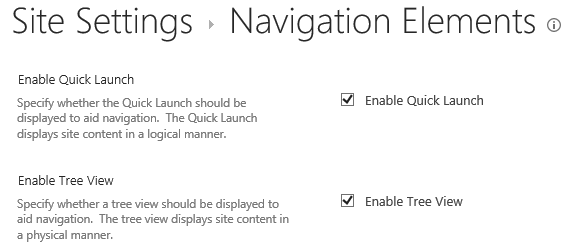 Site Settings ▸ Navigation Elements ⓘ
Enable Quick Launch
Specify whether the Quick Launch should be
displayed to aid navigation.  The Quick Launch
displays site content in a logical manner.
Enable Quick Launch
Enable Tree View
Specify whether a tree view should be displayed to
aid navigation.  The tree view displays site content in
a physical manner.
Enable Tree View